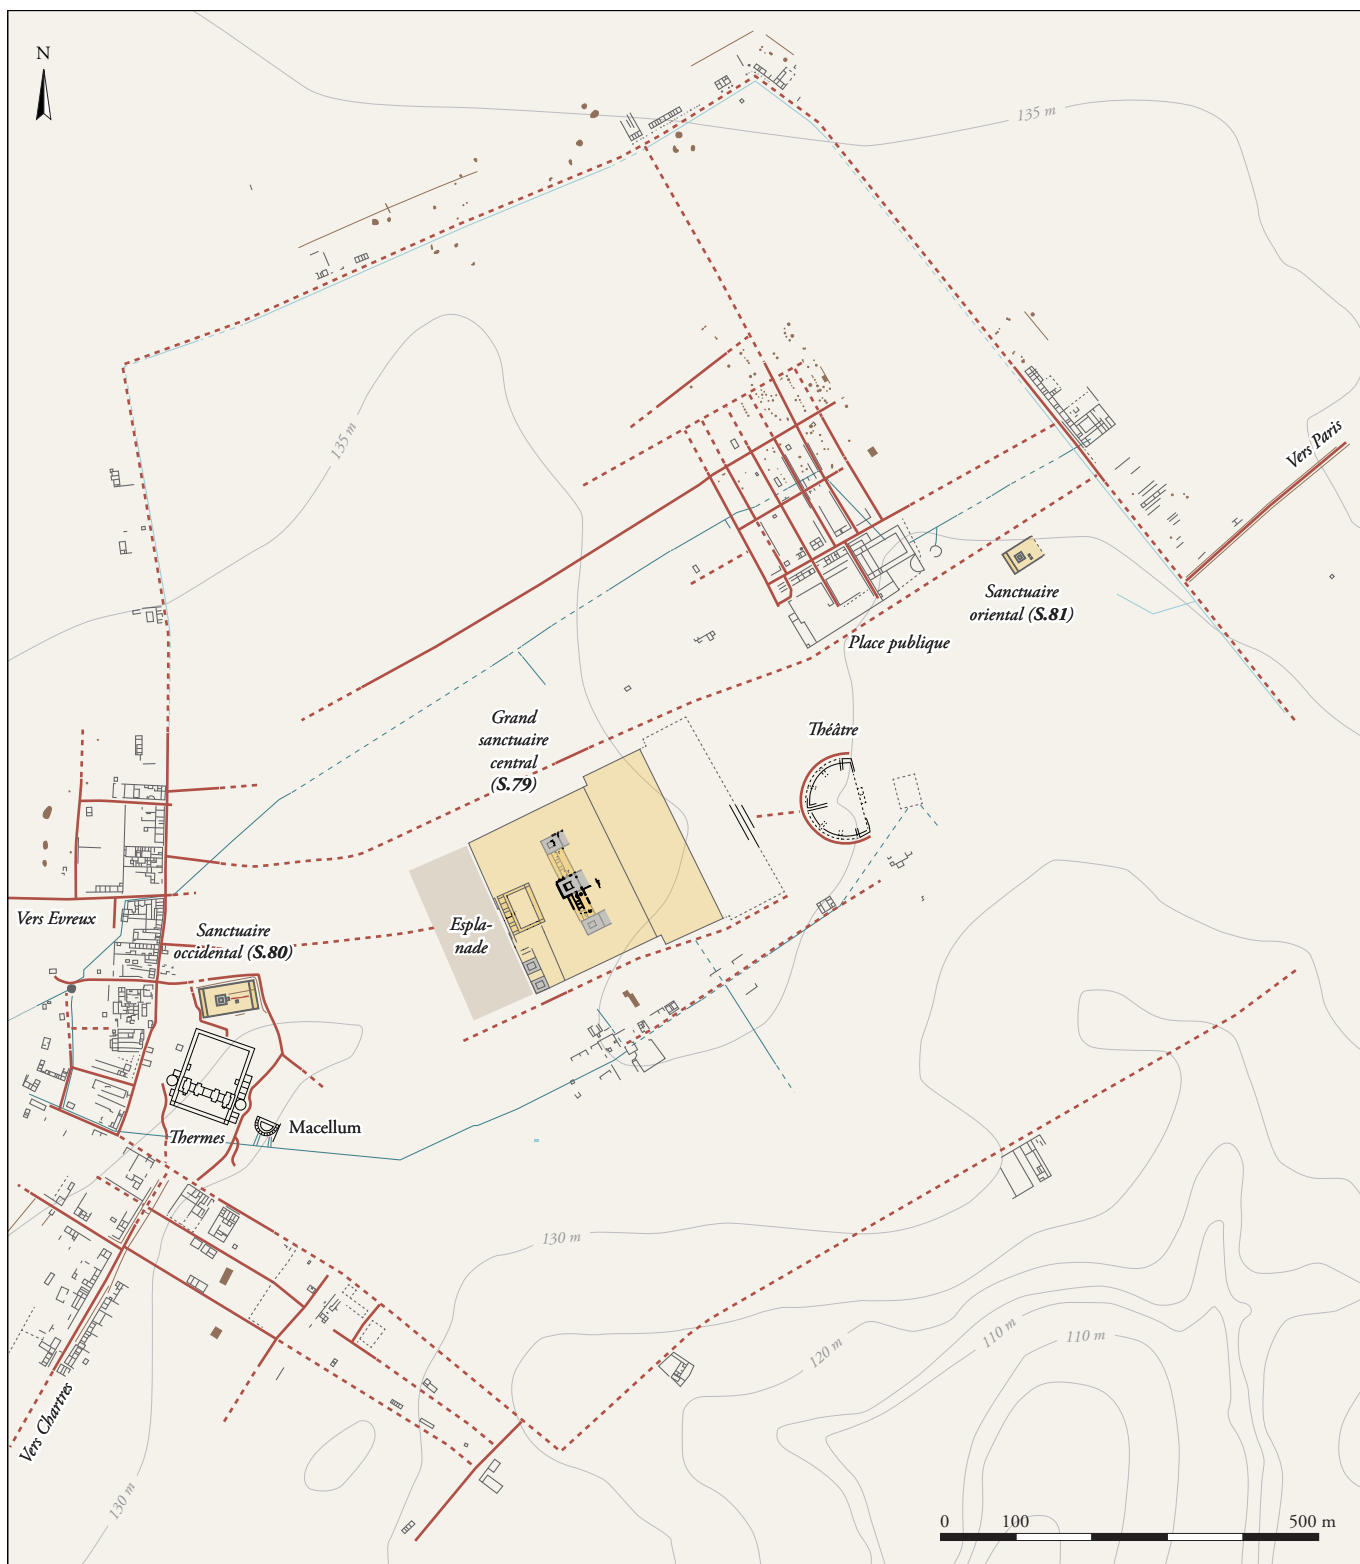 N
135 m
135 m
Vers Paris
Sanctuaire
oriental (S.81)
Place publique
Grand
sanctuaire
central
(S.79)
Théâtre
Vers Evreux
Sanctuaire
occidental (S.80)
Espla-
nade
Thermes
Macellum
130 m
110 m
110 m
120 m
Vers Chartres
130 m
0 100 500 m